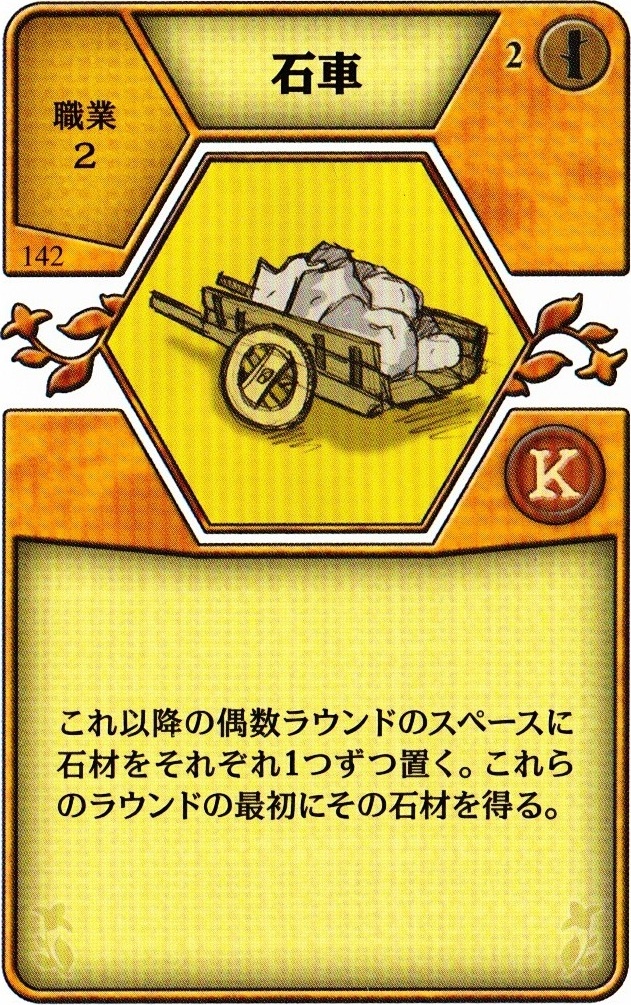 石車
2
職業
2
142
K
これ以降の偶数ラウンドのスペースに
石材をそれぞれ1つずつ置く。これら
のラウンドの最初にその石材を得る。